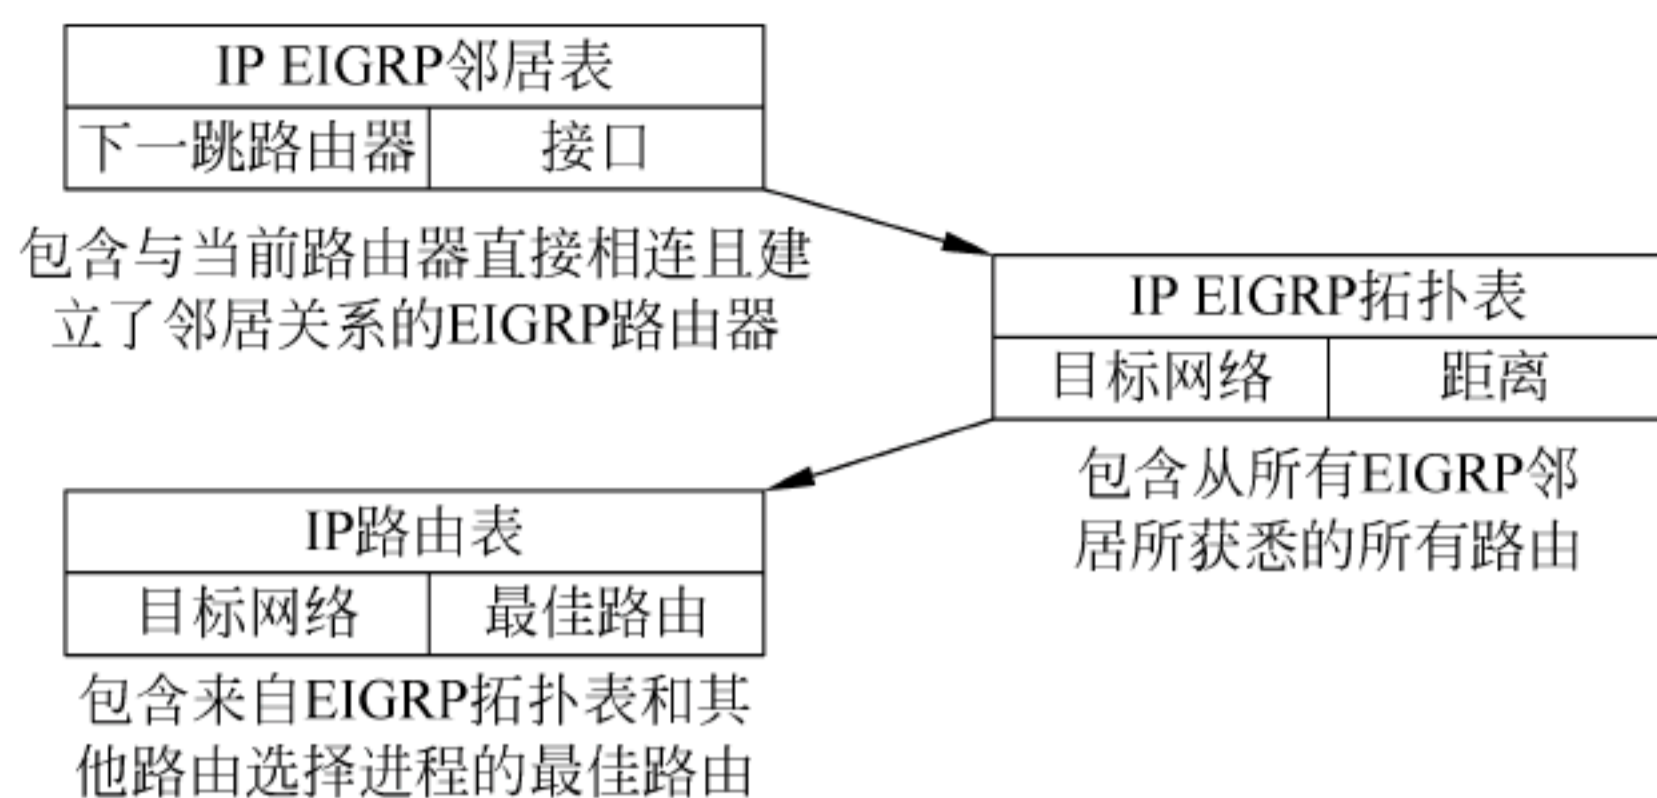 IP EIGRP邻居表
下一跳路由器 接口
包含与当前路由器直接相连且建
立了邻居关系的EIGRP路由器
IP EIGRP拓扑表
目标网络 距离
包含从所有EIGRP邻
居所获悉的所有路由
IP路由表
目标网络 最佳路由
包含来自EIGRP拓扑表和其
他路由选择进程的最佳路由